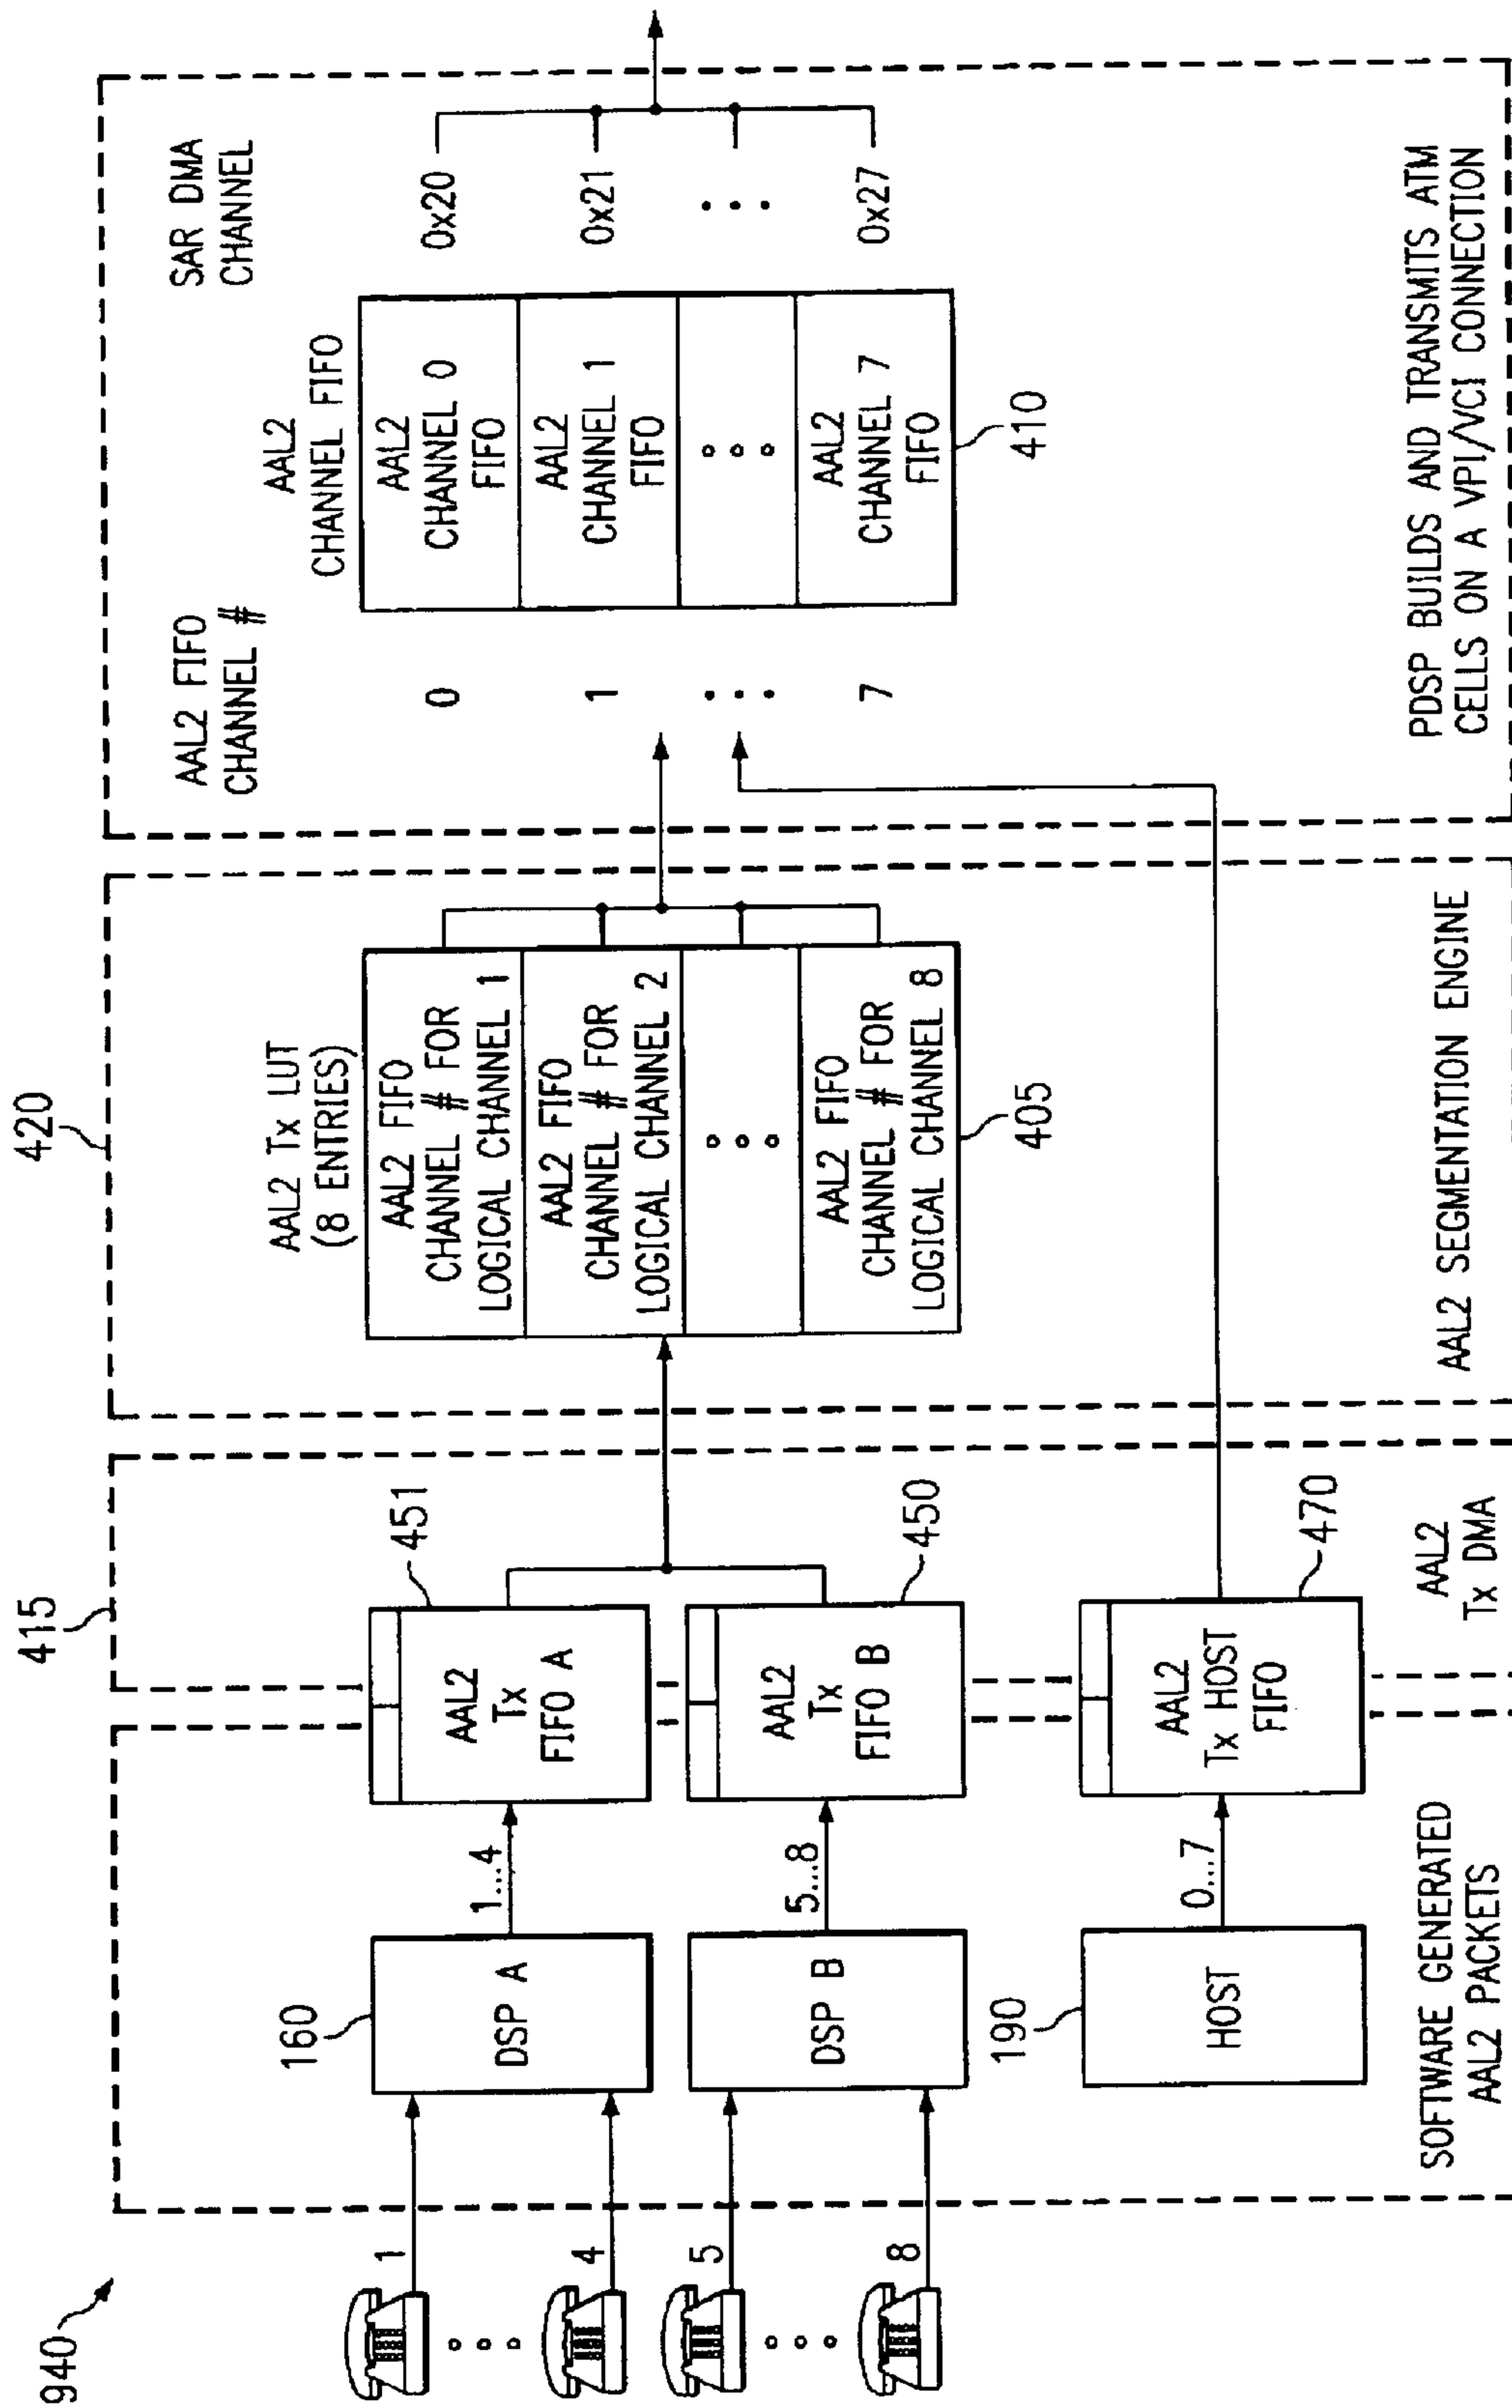 940
415
420
1
4
5
8
160
DSP A
DSP B
190
HOST
1...4
5...8
0...7
SOFTWARE GENERATED
AAL2 PACKETS
451
AAL2
Tx
FIFO A
450
AAL2
Tx
FIFO B
470
AAL2
Tx HOST
FIFO
AAL2
Tx DMA
AAL2 Tx LUT
(8 ENTRIES)
AAL2 FIFO
CHANNEL # FOR
LOGICAL CHANNEL 1
AAL2 FIFO
CHANNEL # FOR
LOGICAL CHANNEL 2
AAL2 FIFO
CHANNEL # FOR
LOGICAL CHANNEL 8
405
AAL2 SEGMENTATION ENGINE
AAL2 FIFO
CHANNEL #
0
1
...
7
AAL2
CHANNEL FIFO
AAL2
CHANNEL 0
FIFO
AAL2
CHANNEL 1
FIFO
AAL2
CHANNEL 7
FIFO
410
SAR DMA
CHANNEL
0x20
0x21
...
0x27
PDSP BUILDS AND TRANSMITS ATM
CELLS ON A VPI/VCI CONNECTION